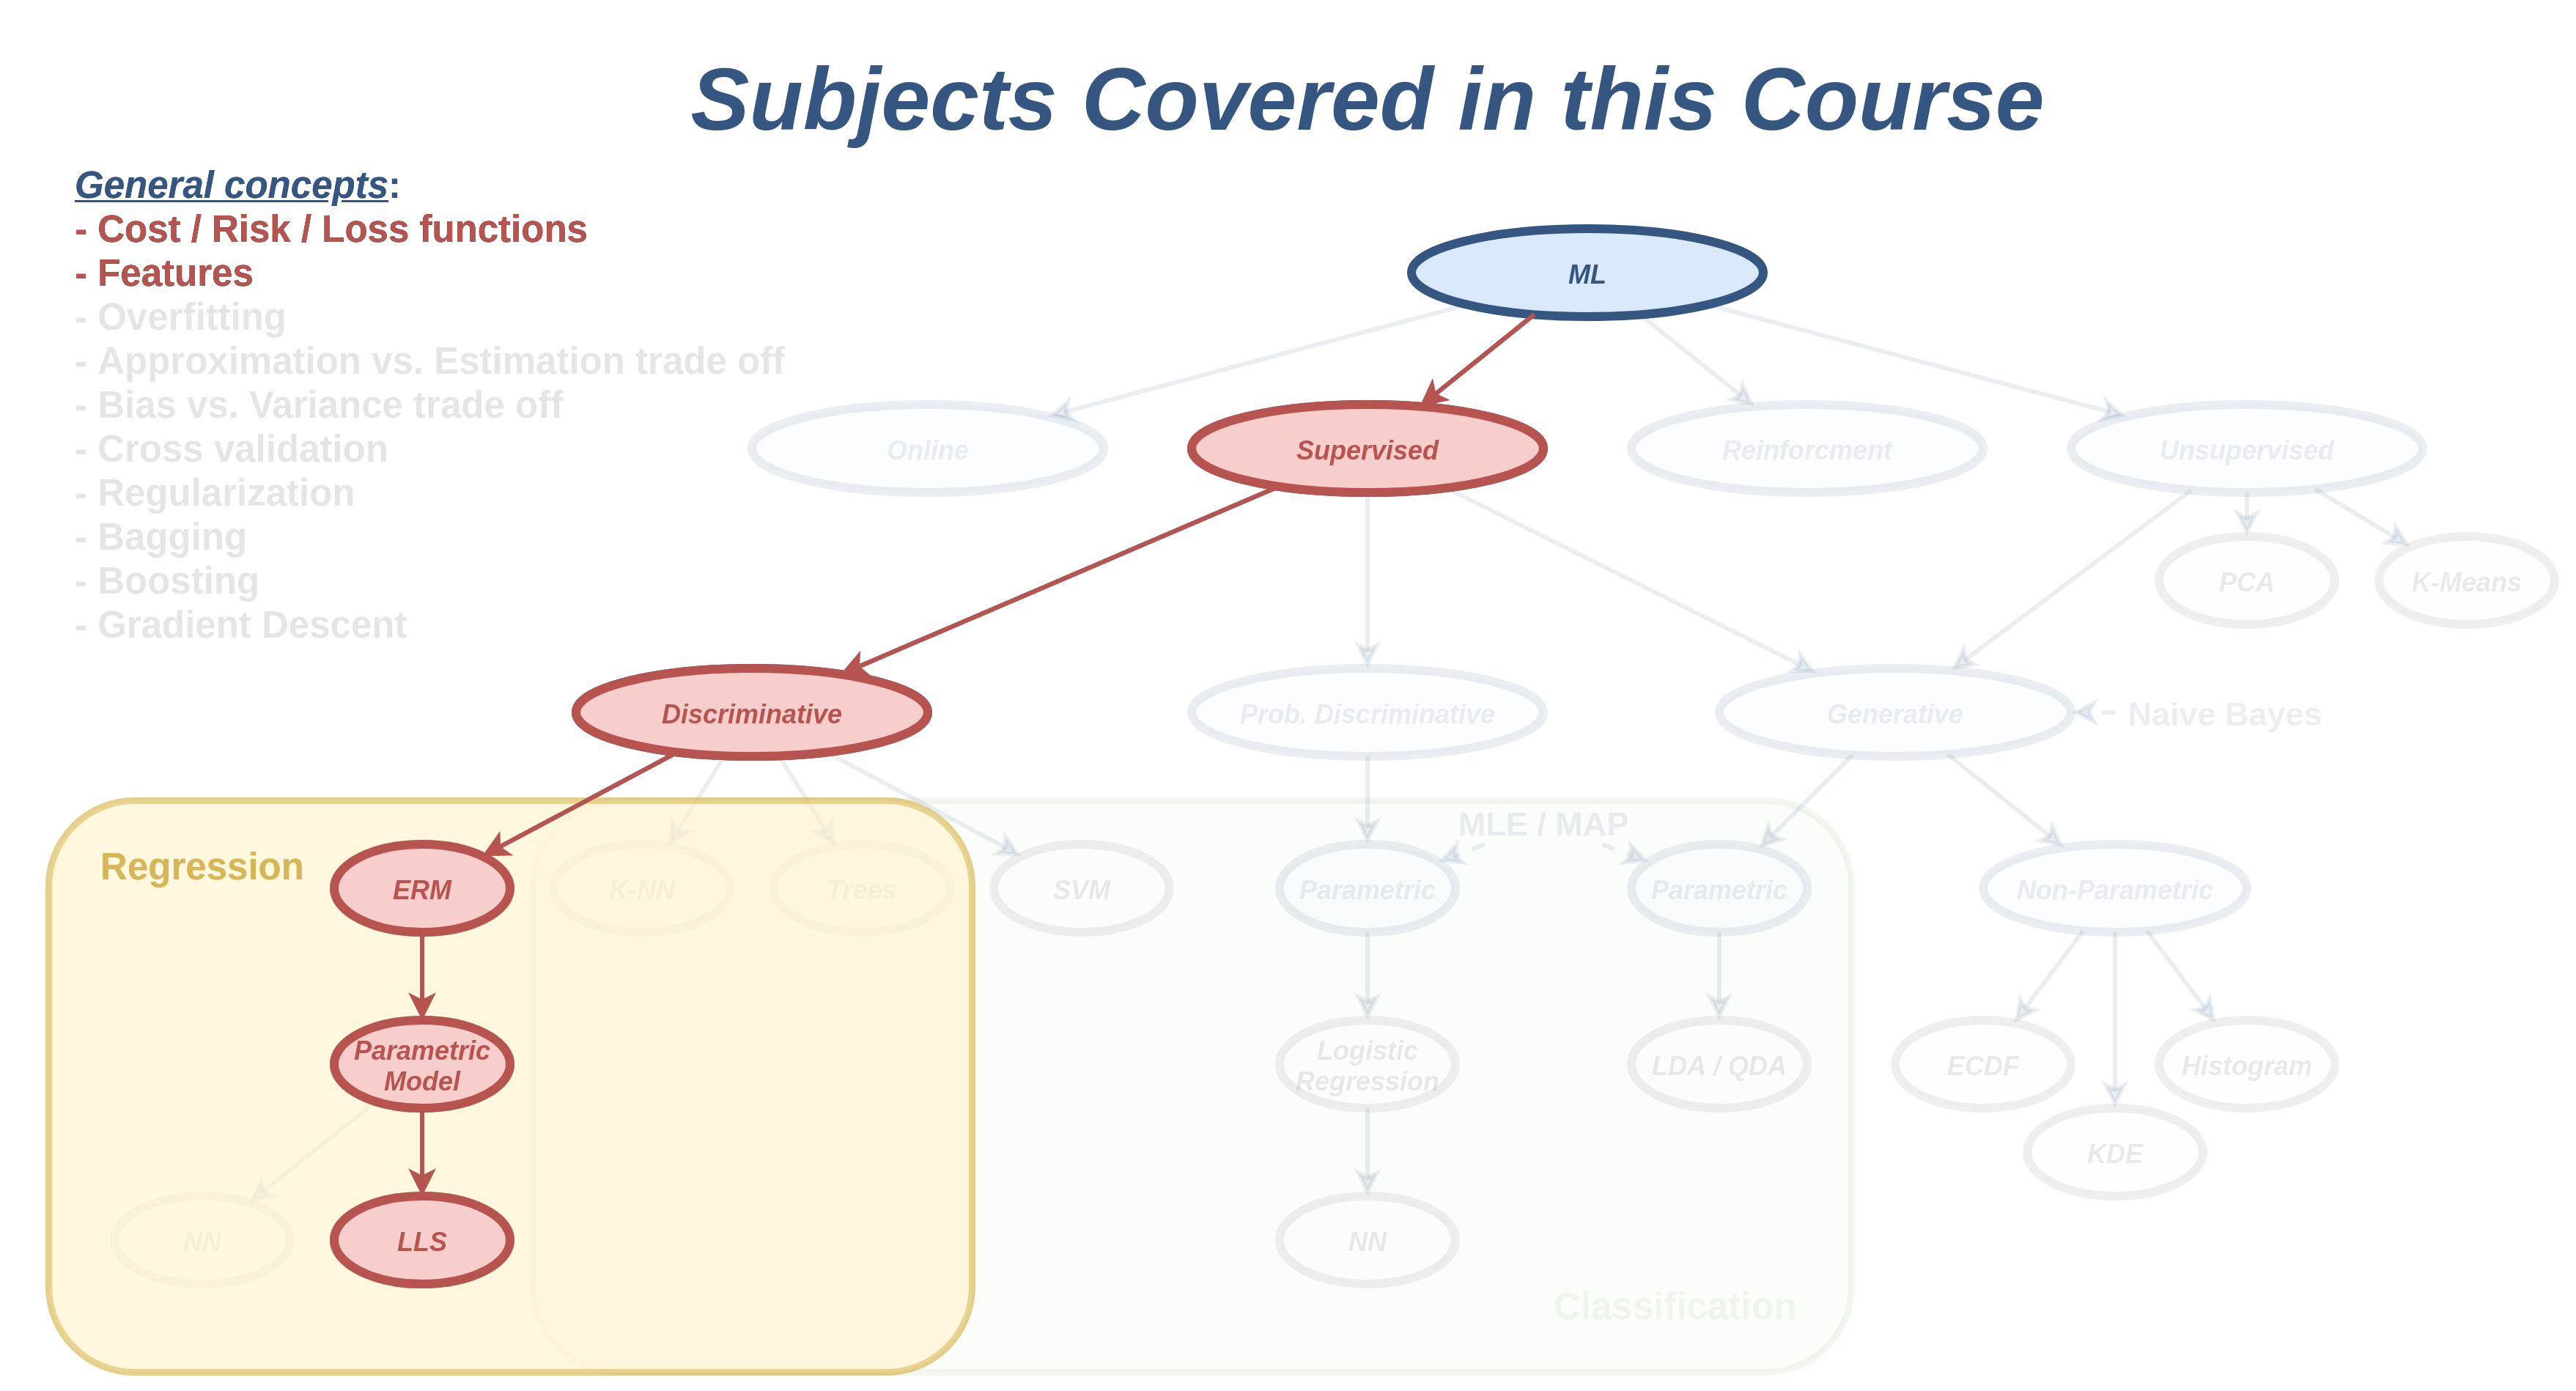 Subjects Covered in this Course
General concepts:
- Cost / Risk / Loss functions
- Features
- Overfitting
- Approximation vs. Estimation trade off
- Bias vs. Variance trade off
- Cross validation
- Regularization
- Bagging
- Boosting
- Gradient Descent
ML
Online
Supervised
Reinforcment
Unsupervised
PCA
K-Means
Discriminative
Prob. Discriminative
Generative
Naive Bayes
MLE / MAP
Regression
ERM
K-NN
Trees
SVM
Parametric
Parametric
Non-Parametric
Parametric
Model
Logistic
Regression
LDA / QDA
ECDF
Histogram
KDE
NN
LLS
NN
Classification